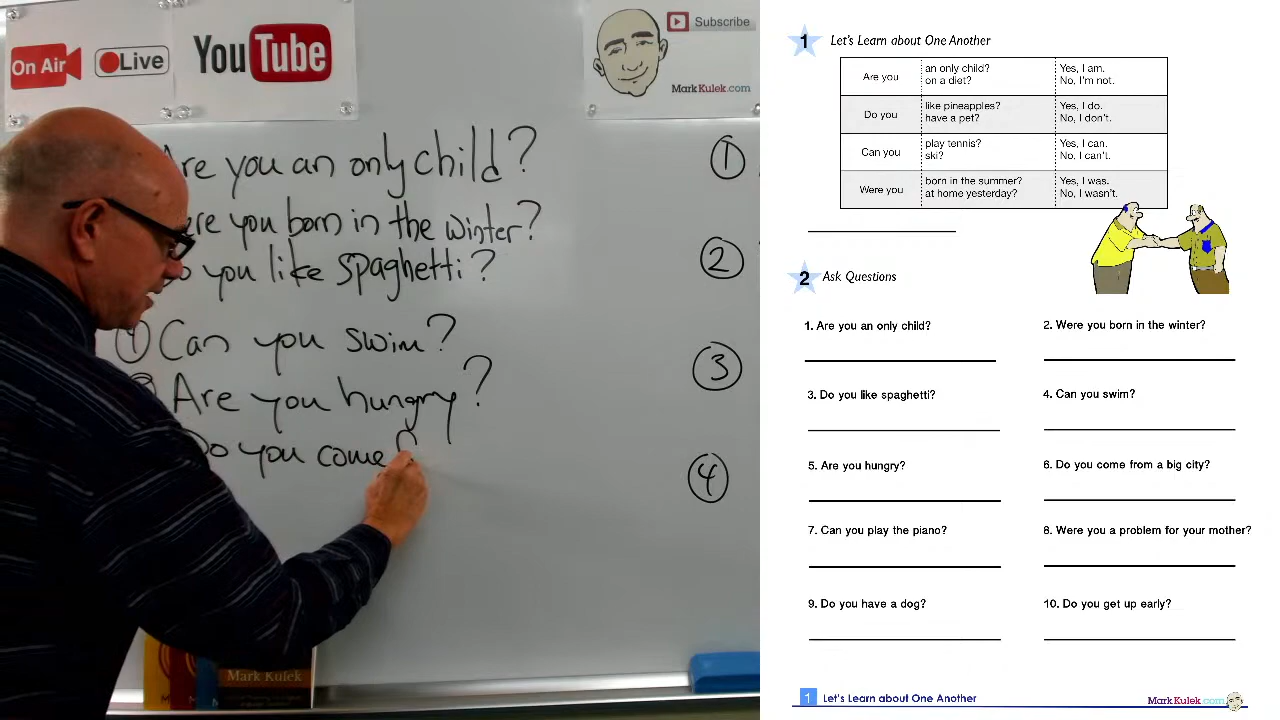 On Air
Live
YouTube
Subscribe
MarkKulek.com
Are you an only child?
you born in the winter?
you like spaghetti?
④ Can you swim?
Are you hungry?
Do you come
①
②
③
④
Mark Kulek
1 Let's Learn about One Another
Are you
an only child?
on a diet?
Yes, I am.
No, I'm not.
Do you
like pineapples?
have a pet?
Yes, I do.
No, I don't.
Can you
play tennis?
ski?
Yes, I can.
No. I can't.
Were you
born in the summer?
at home yesterday?
Yes, I was.
No, I wasn't.
2 Ask Questions
1. Are you an only child?
2. Were you born in the winter?
3. Do you like spaghetti?
4. Can you swim?
5. Are you hungry?
6. Do you come from a big city?
7. Can you play the piano?
8. Were you a problem for your mother?
9. Do you have a dog?
10. Do you get up early?
1 Let's Learn about One Another
MarkKulek.com